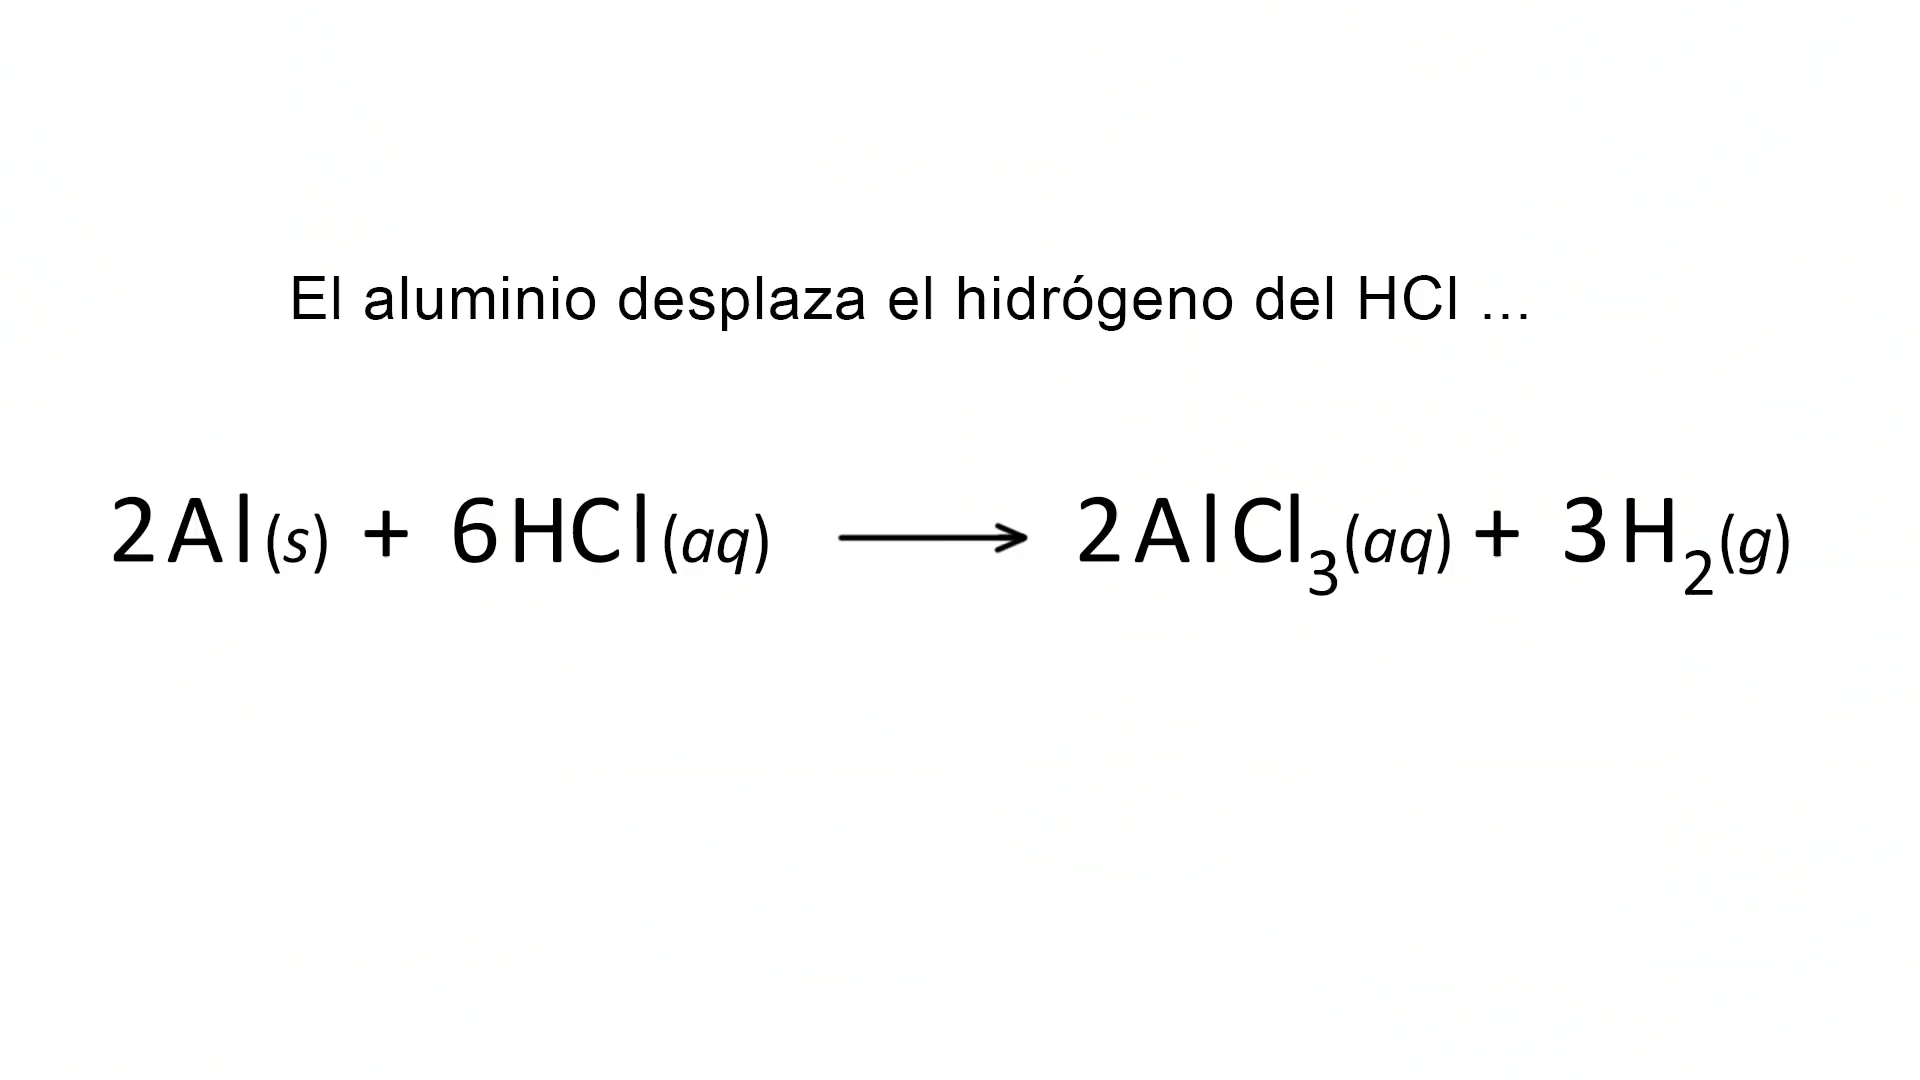 El aluminio desplaza el hidrógeno del HCl ...
2Al(s) + 6HCl(aq) ⟶ 2AlCl₃(aq) + 3H₂(g)